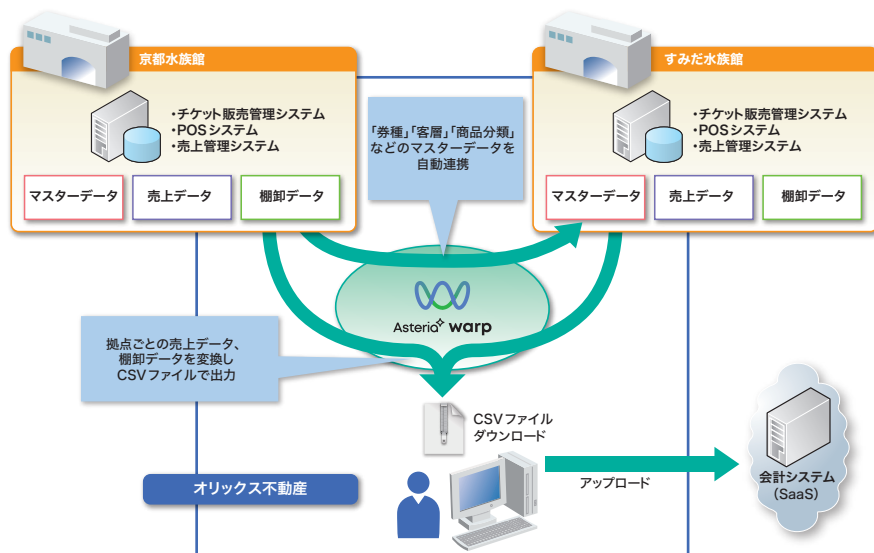 京都水族館
・チケット販売管理システム
・POSシステム
・売上管理システム
マスターデータ
売上データ
棚卸データ
「券種」「客層」「商品分類」
などのマスターデータを
自動連携
すみだ水族館
・チケット販売管理システム
・POSシステム
・売上管理システム
マスターデータ
売上データ
棚卸データ
Asteria warp
拠点ごとの売上データ、
棚卸データを変換し
CSVファイルで出力
CSVファイル
ダウンロード
オリックス不動産
アップロード
会計システム
（SaaS）